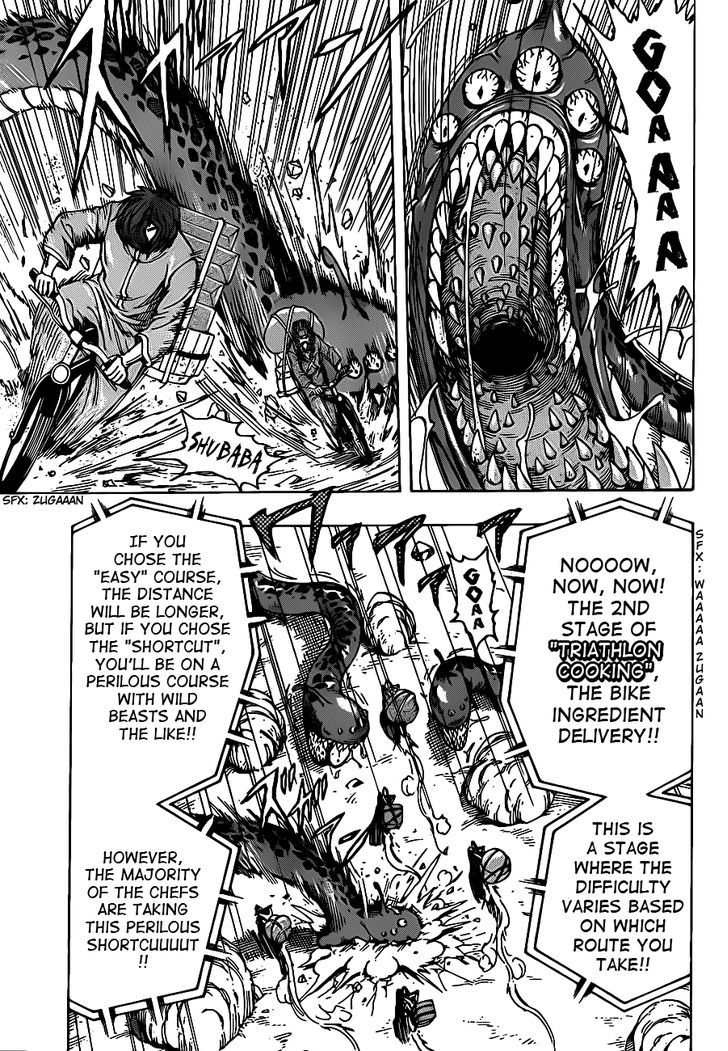 GOAAAA
SHUBABA
SFX: ZUGAAAN
SFX: WAAAAA ZUGAAN
NOOOOW,
NOW, NOW!
THE 2ND
STAGE OF
"TRIATHLON
COOKING",
THE BIKE
INGREDIENT
DELIVERY!!
THIS IS
A STAGE
WHERE THE
DIFFICULTY
VARIES BASED
ON WHICH
ROUTE YOU
TAKE!!
GOAA
IF YOU
CHOSE THE
"EASY" COURSE,
THE DISTANCE
WILL BE LONGER,
BUT IF YOU CHOSE
THE "SHORTCUT",
YOU'LL BE ON A
PERILOUS COURSE
WITH WILD
BEASTS AND
THE LIKE!!
HOWEVER,
THE MAJORITY
OF THE CHEFS
ARE TAKING
THIS PERILOUS
SHORTCUUUUT
!!